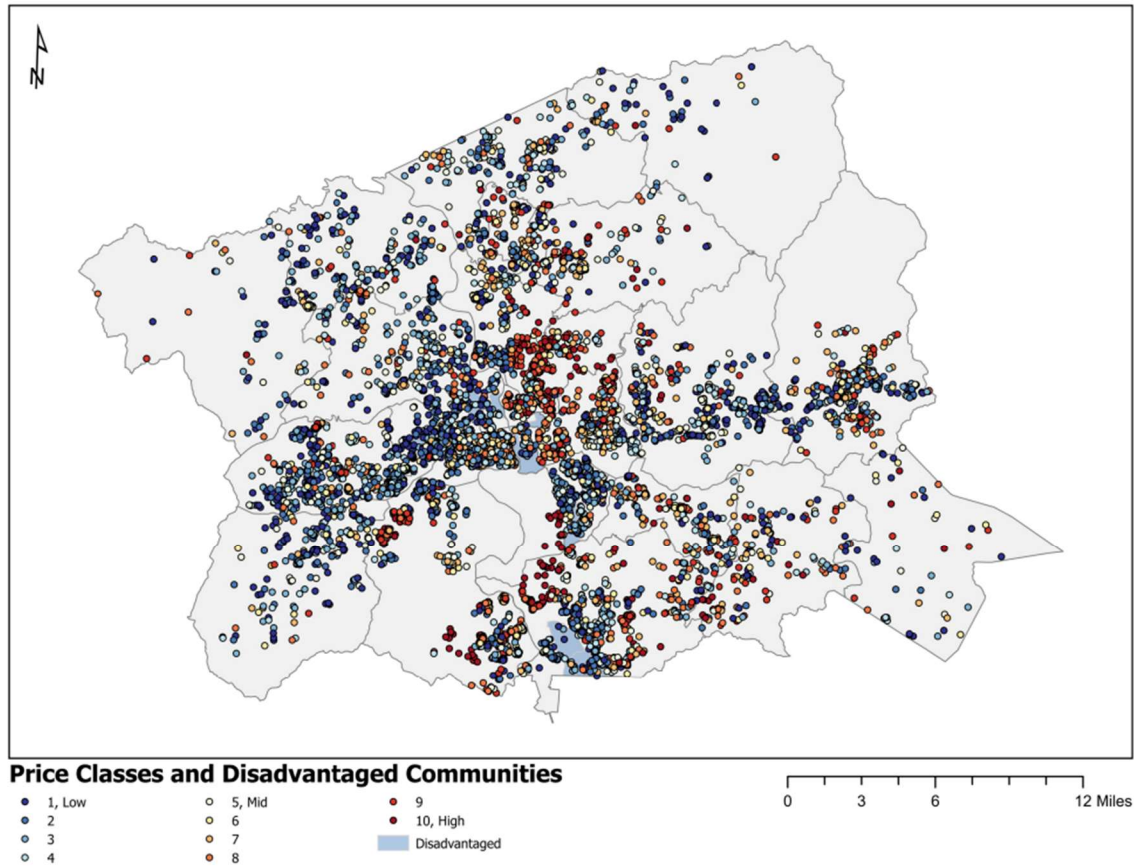 N
Price Classes and Disadvantaged Communities
1, Low
2
3
4
5, Mid
6
7
8
9
10, High
Disadvantaged
0 3 6 12 Miles